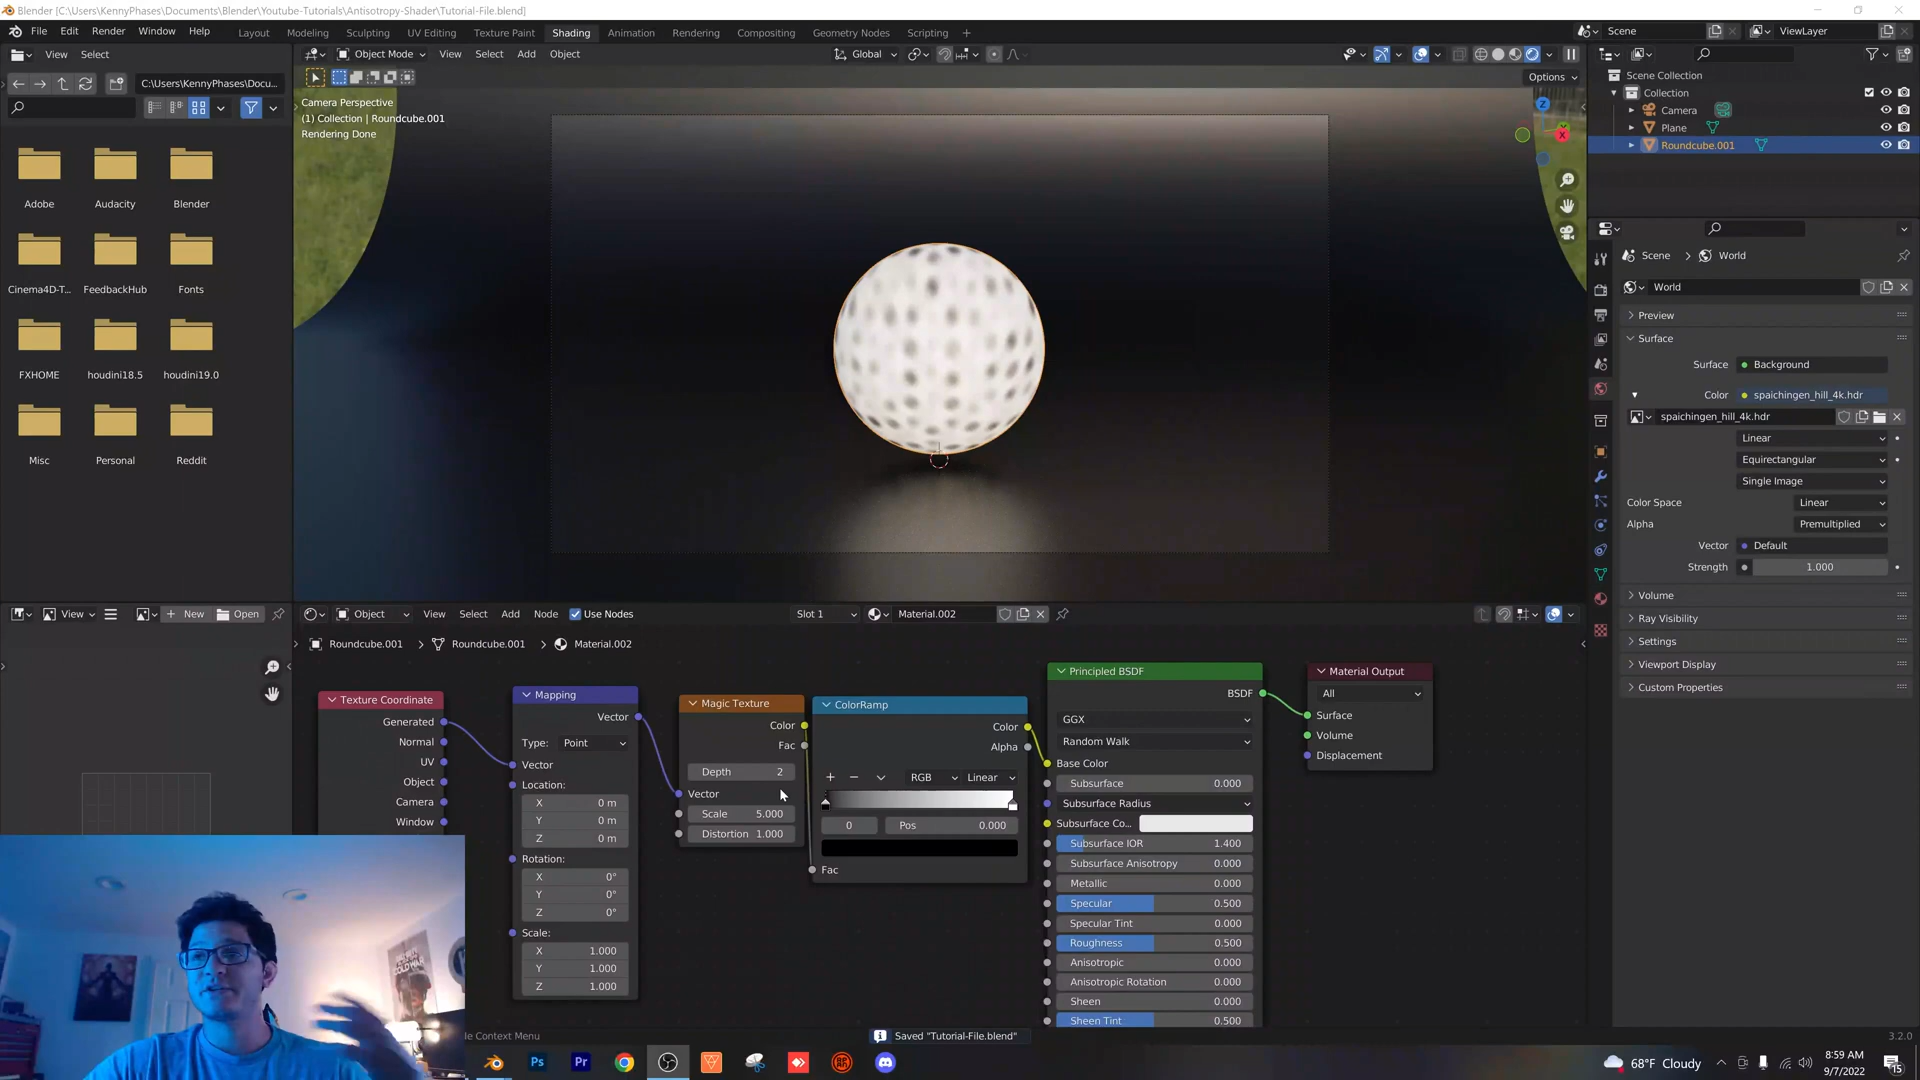 Blender [C:\Users\KennyPhases\Documents\Blender\Youtube-Tutorials\Antisotropy-Shader\Tutorial-File.blend]
File Edit Render Window Help Layout Modeling Sculpting UV Editing Texture Paint Shading Animation Rendering Compositing Geometry Nodes Scripting + Scene ViewLayer
View Select Object Mode View Select Add Object Global
C:\Users\KennyPhases\Docu... Options
Camera Perspective
(1) Collection | Roundcube.001
Rendering Done
Z
X
Scene Collection
Collection
Camera
Plane
Roundcube.001
Adobe Audacity Blender
Cinema4D-T... FeedbackHub Fonts
FXHOME houdini18.5 houdini19.0
Misc Personal Reddit
Scene > World
World
Preview
Surface
Surface Background
Color spaichingen_hill_4k.hdr
spaichingen_hill_4k.hdr
Linear
Equirectangular
Single Image
Color Space Linear
Alpha Premultiplied
Vector Default
Strength 1.000
Volume
Ray Visibility
Settings
Viewport Display
Custom Properties
View New Open Object View Select Add Node Use Nodes Slot 1 Material.002
Roundcube.001 > Roundcube.001 > Material.002
Texture Coordinate
Generated
Normal
UV
Object
Camera
Window
Mapping
Vector
Type: Point
Vector
Location:
X 0 m
Y 0 m
Z 0 m
Rotation:
X 0°
Y 0°
Z 0°
Scale:
X 1.000
Y 1.000
Z 1.000
Magic Texture
Color
Fac
Depth 2
Vector
Scale 5.000
Distortion 1.000
ColorRamp
Color
Alpha
+ − RGB Linear
0 Pos 0.000
Fac
Principled BSDF
BSDF
GGX
Random Walk
Base Color
Subsurface 0.000
Subsurface Radius
Subsurface Co...
Subsurface IOR 1.400
Subsurface Anisotropy 0.000
Metallic 0.000
Specular 0.500
Specular Tint 0.000
Roughness 0.500
Anisotropic 0.000
Anisotropic Rotation 0.000
Sheen 0.000
Sheen Tint 0.500
Material Output
All
Surface
Volume
Displacement
COLD WAR
de Context Menu Saved "Tutorial-File.blend" 3.2.0
Ps Pr 68°F Cloudy 8:59 AM
9/7/2022 15